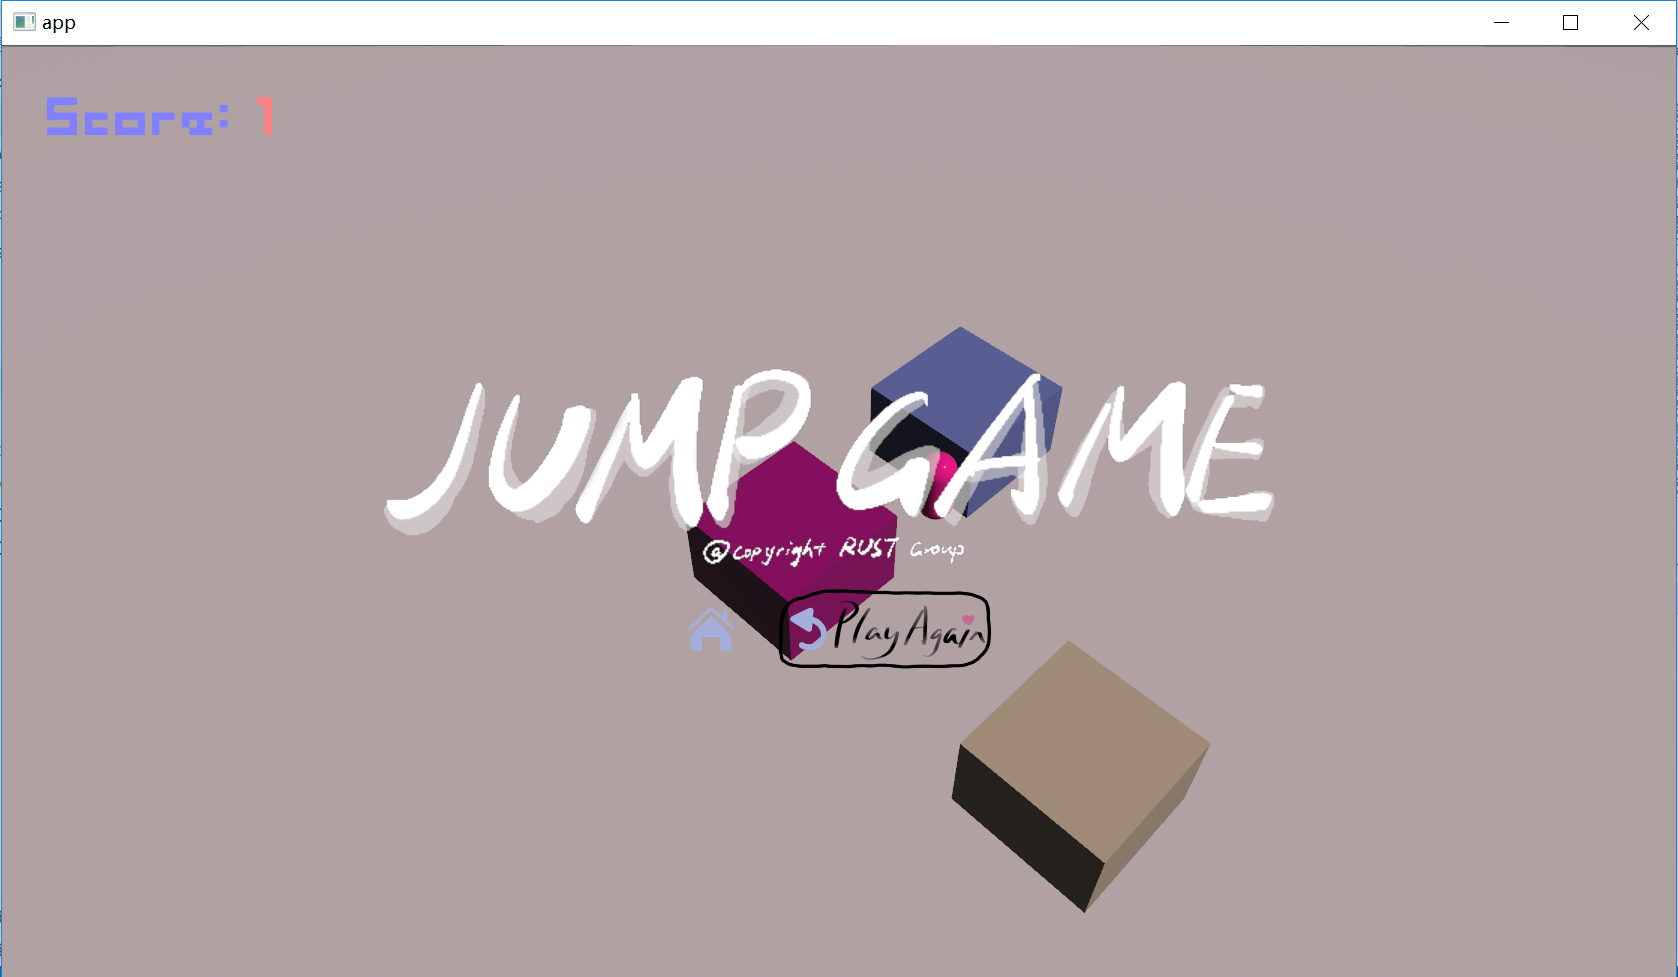 app
Score: 1
JUMP GAME
@copyright RUST Group
Play Again